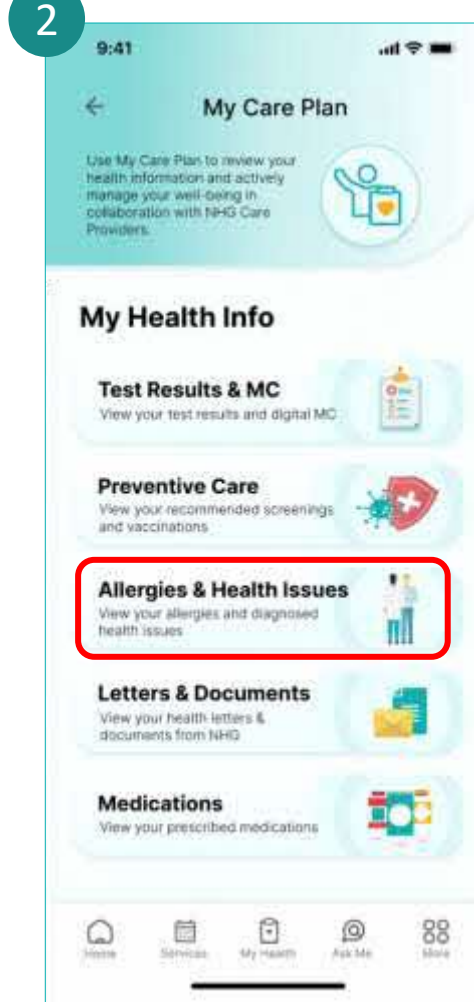 2
9:41
My Care Plan
Use My Care Plan to review your
health information and actively
manage your well-being in
collaboration with NHG Care
Providers.
My Health Info
Test Results & MC
View your test results and digital MC
Preventive Care
View your recommended screenings
and vaccinations
Allergies & Health Issues
View your allergies and diagnosed
health issues
Letters & Documents
View your health letters &
documents from NHG
Medications
View your prescribed medications
Home Services My Health Ask Me More